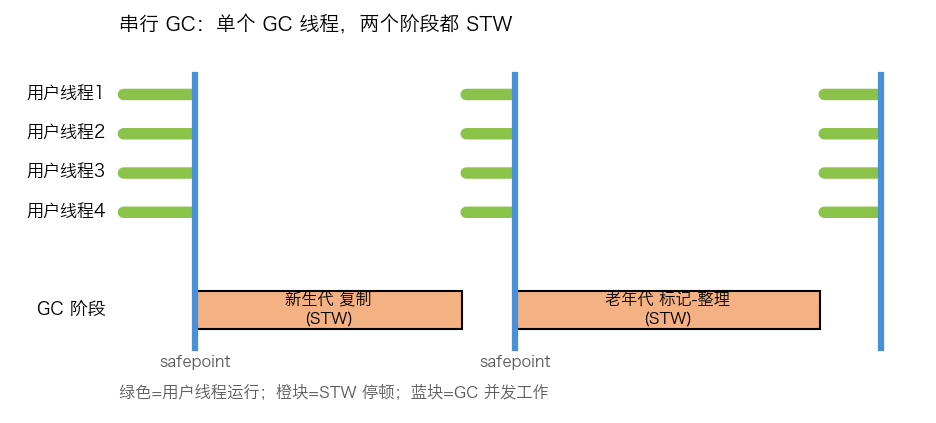 串行 GC：单个 GC 线程，两个阶段都 STW
用户线程1
用户线程2
用户线程3
用户线程4
GC 阶段
新生代 复制
(STW)
老年代 标记-整理
(STW)
safepoint
safepoint
绿色=用户线程运行；橙块=STW 停顿；蓝块=GC 并发工作